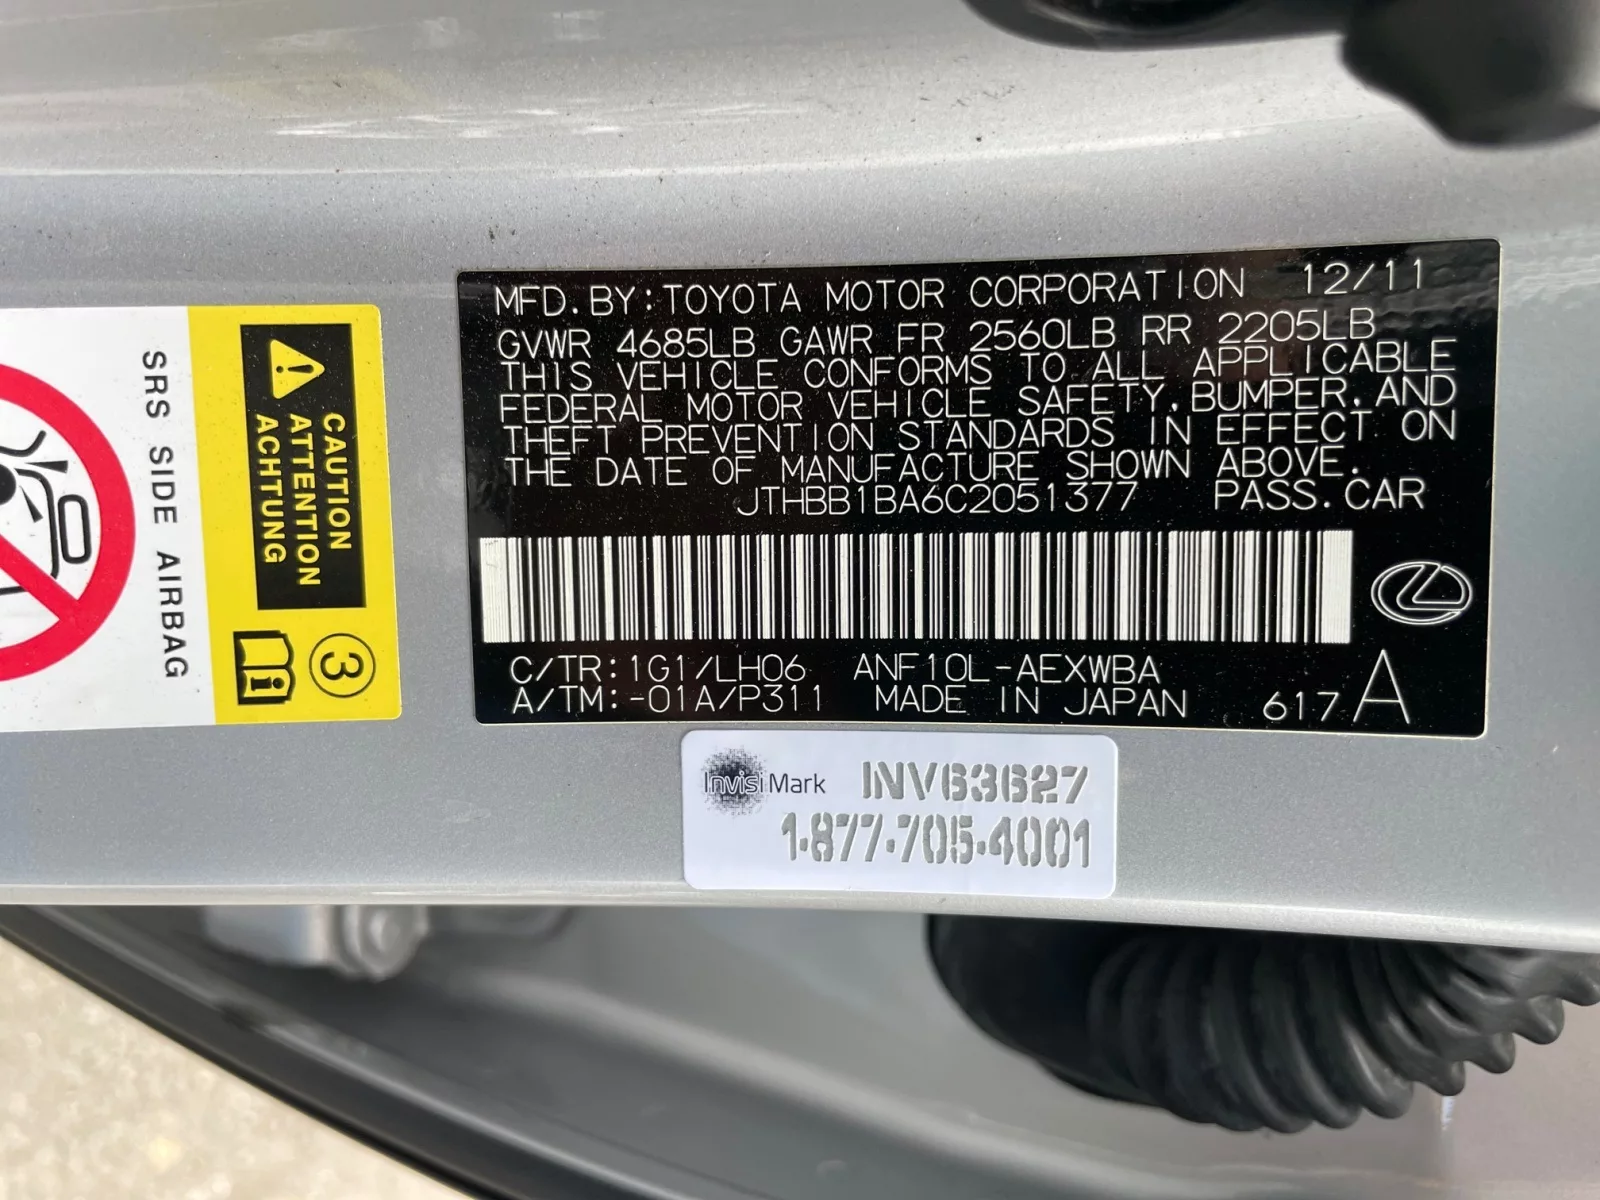 MFD. BY: TOYOTA MOTOR CORPORATION 12/11
GVWR 4685LB GAWR FR 2560LB RR 2205LB
THIS VEHICLE CONFORMS TO ALL APPLICABLE
FEDERAL MOTOR VEHICLE SAFETY, BUMPER, AND
THEFT PREVENTION STANDARDS IN EFFECT ON
THE DATE OF MANUFACTURE SHOWN ABOVE.
JTHBB1BA6C2051377 PASS. CAR
C/TR: 1G1/LH06 ANF10L-AEXWBA
A/TM: -01A/P311 MADE IN JAPAN 617 A
InvisiMark INV63627
1-877-705-4001
CAUTION
ATTENTION
ACHTUNG
3
SRS SIDE AIRBAG